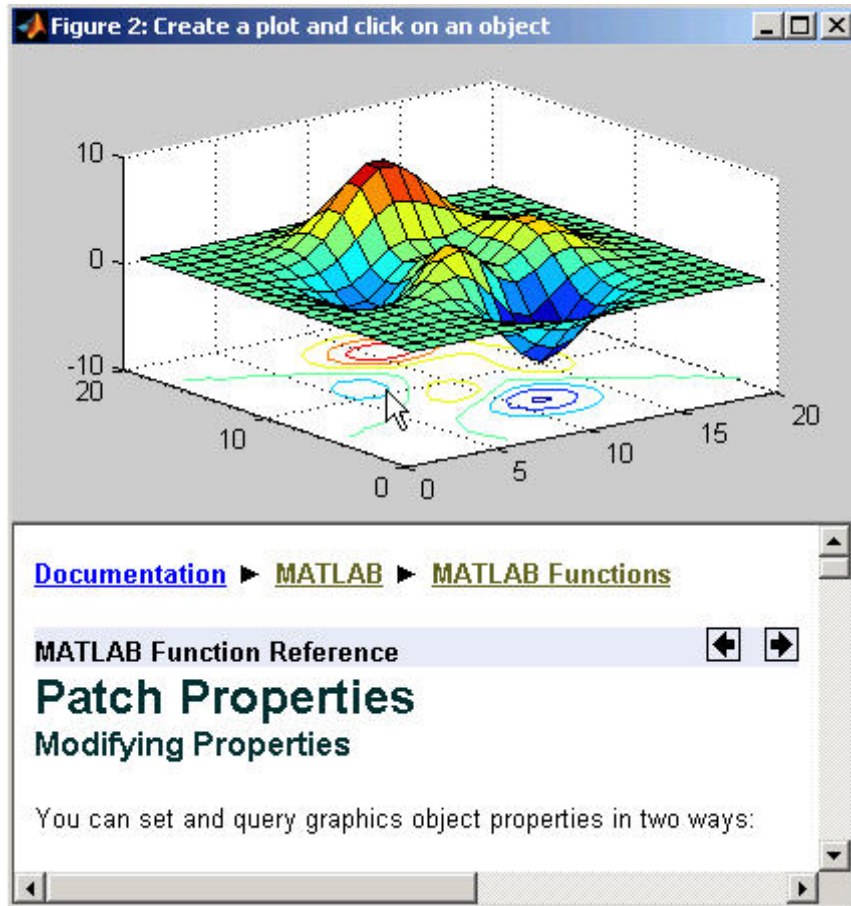 Figure 2: Create a plot and click on an object
10
0
-10
20
10
0
0
5
10
15
20
Documentation ► MATLAB ► MATLAB Functions
MATLAB Function Reference
Patch Properties
Modifying Properties
You can set and query graphics object properties in two ways: